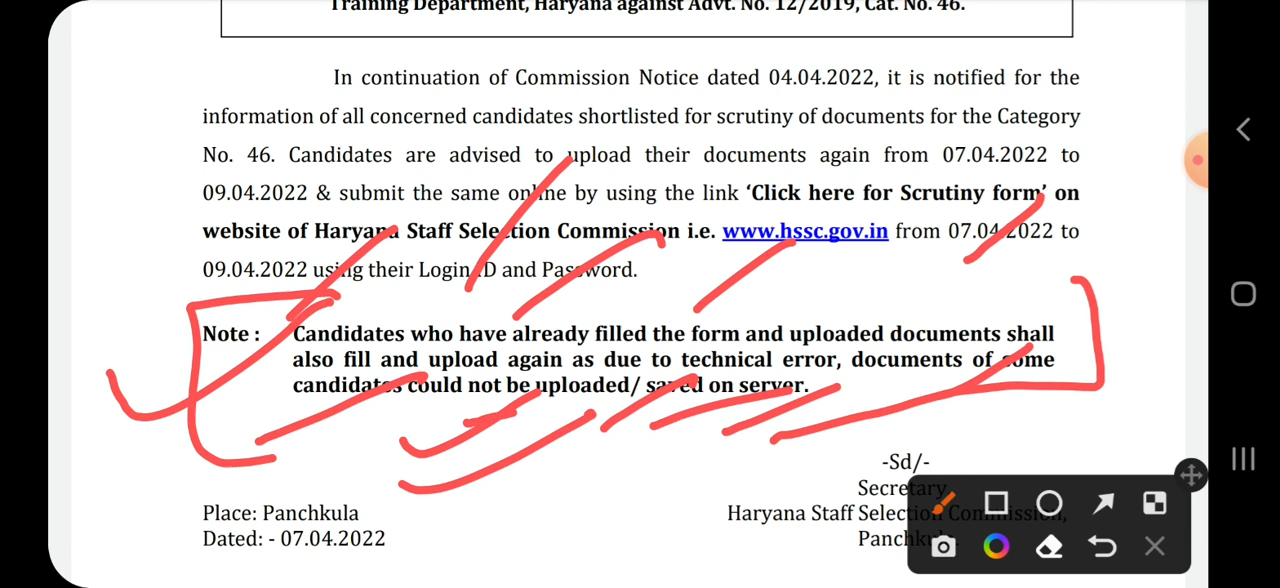 Training Department, Haryana against Advt. No. 12/2019, Cat. No. 46.
In continuation of Commission Notice dated 04.04.2022, it is notified for the
information of all concerned candidates shortlisted for scrutiny of documents for the Category
No. 46. Candidates are advised to upload their documents again from 07.04.2022 to
09.04.2022 & submit the same online by using the link ‘Click here for Scrutiny form’ on
website of Haryana Staff Selection Commission i.e. www.hssc.gov.in from 07.04.2022 to
09.04.2022 using their Login ID and Password.
Note : Candidates who have already filled the form and uploaded documents shall
also fill and upload again as due to technical error, documents of some
candidates could not be uploaded/ saved on server.
-Sd/-
Secretary
Place: Panchkula Haryana Staff Selection Commission,
Dated: - 07.04.2022 Panchkula